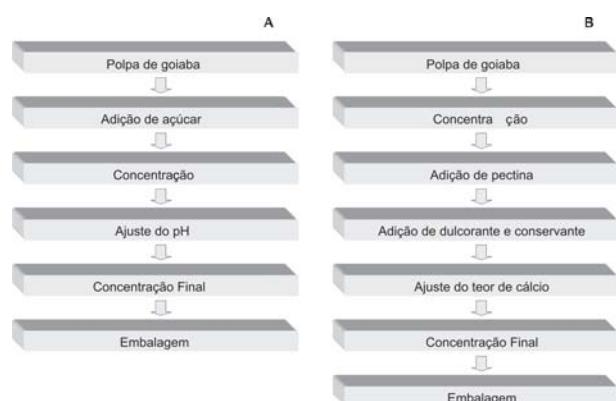 A
Polpa de goiaba
Adição de açúcar
Concentração
Ajuste do pH
Concentração Final
Embalagem
B
Polpa de goiaba
Concentra ção
Adição de pectina
Adição de dulcorante e conservante
Ajuste do teor de cálcio
Concentração Final
Embalagem